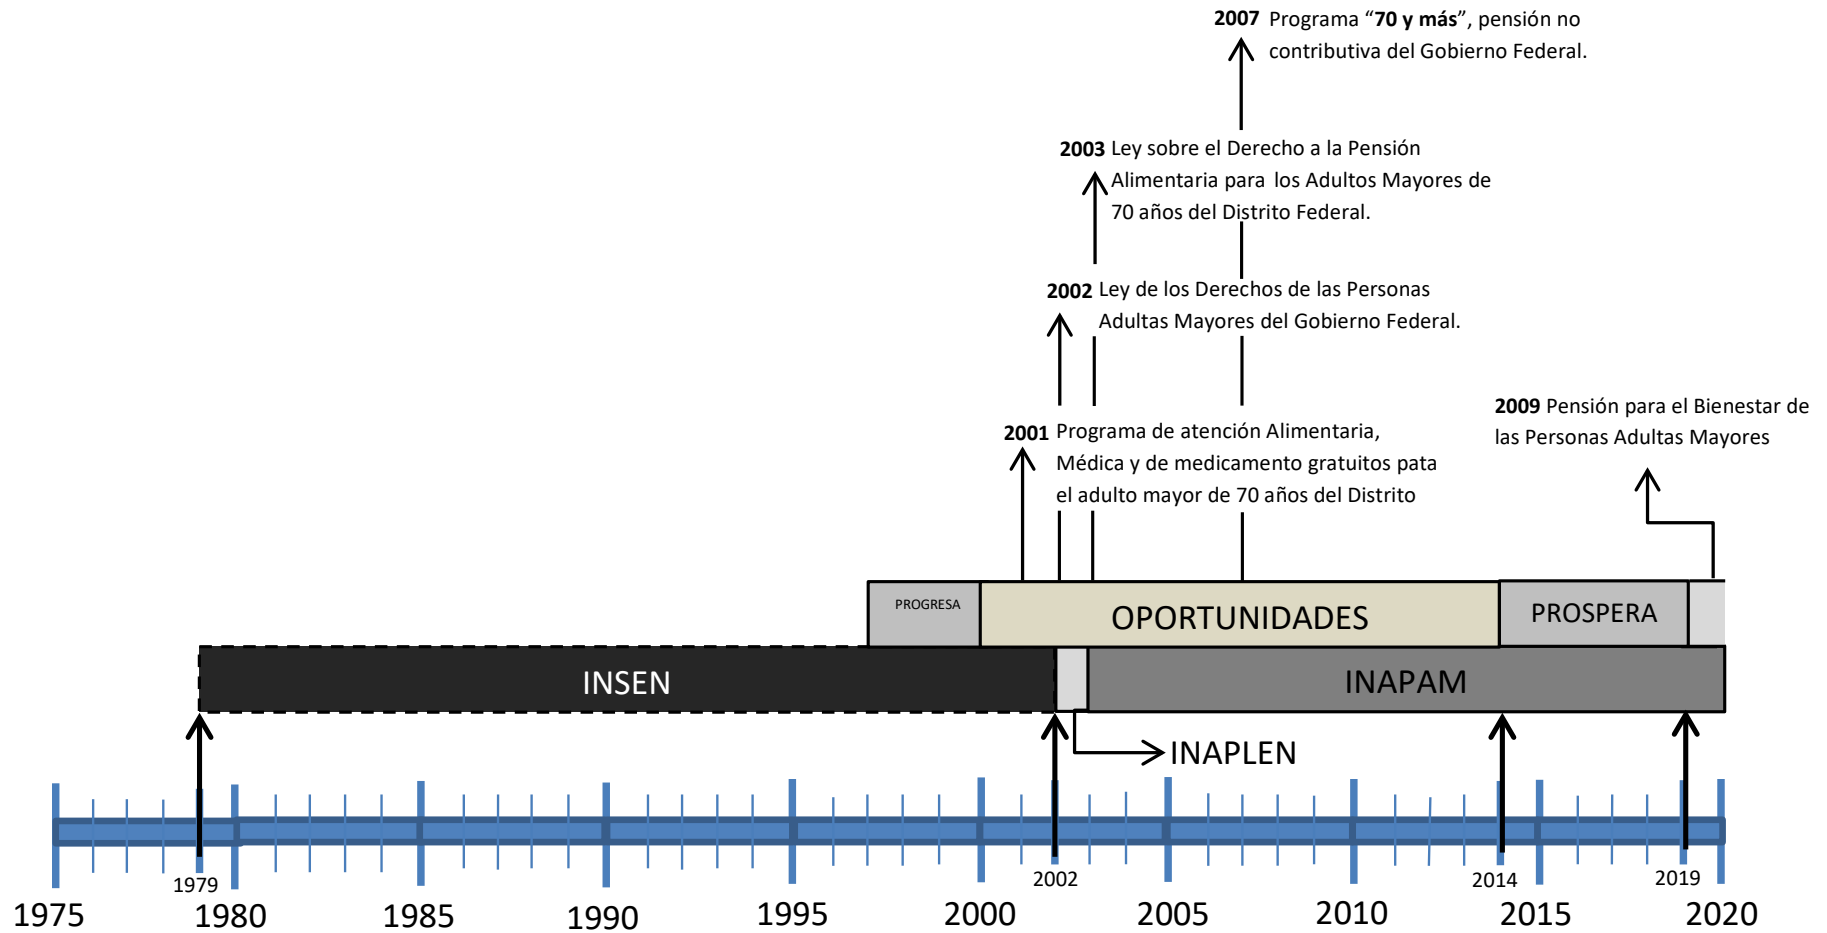 2007 Programa “70 y más”, pensión no
contributiva del Gobierno Federal.
2003 Ley sobre el Derecho a la Pensión
Alimentaria para los Adultos Mayores de
70 años del Distrito Federal.
2002 Ley de los Derechos de las Personas
Adultas Mayores del Gobierno Federal.
2009 Pensión para el Bienestar de
las Personas Adultas Mayores
2001 Programa de atención Alimentaria,
Médica y de medicamento gratuitos pata
el adulto mayor de 70 años del Distrito
PROGRESA
OPORTUNIDADES
PROSPERA
INSEN
INAPAM
INAPLEN
1979
2002
2014
2019
1975
1980
1985
1990
1995
2000
2005
2010
2015
2020